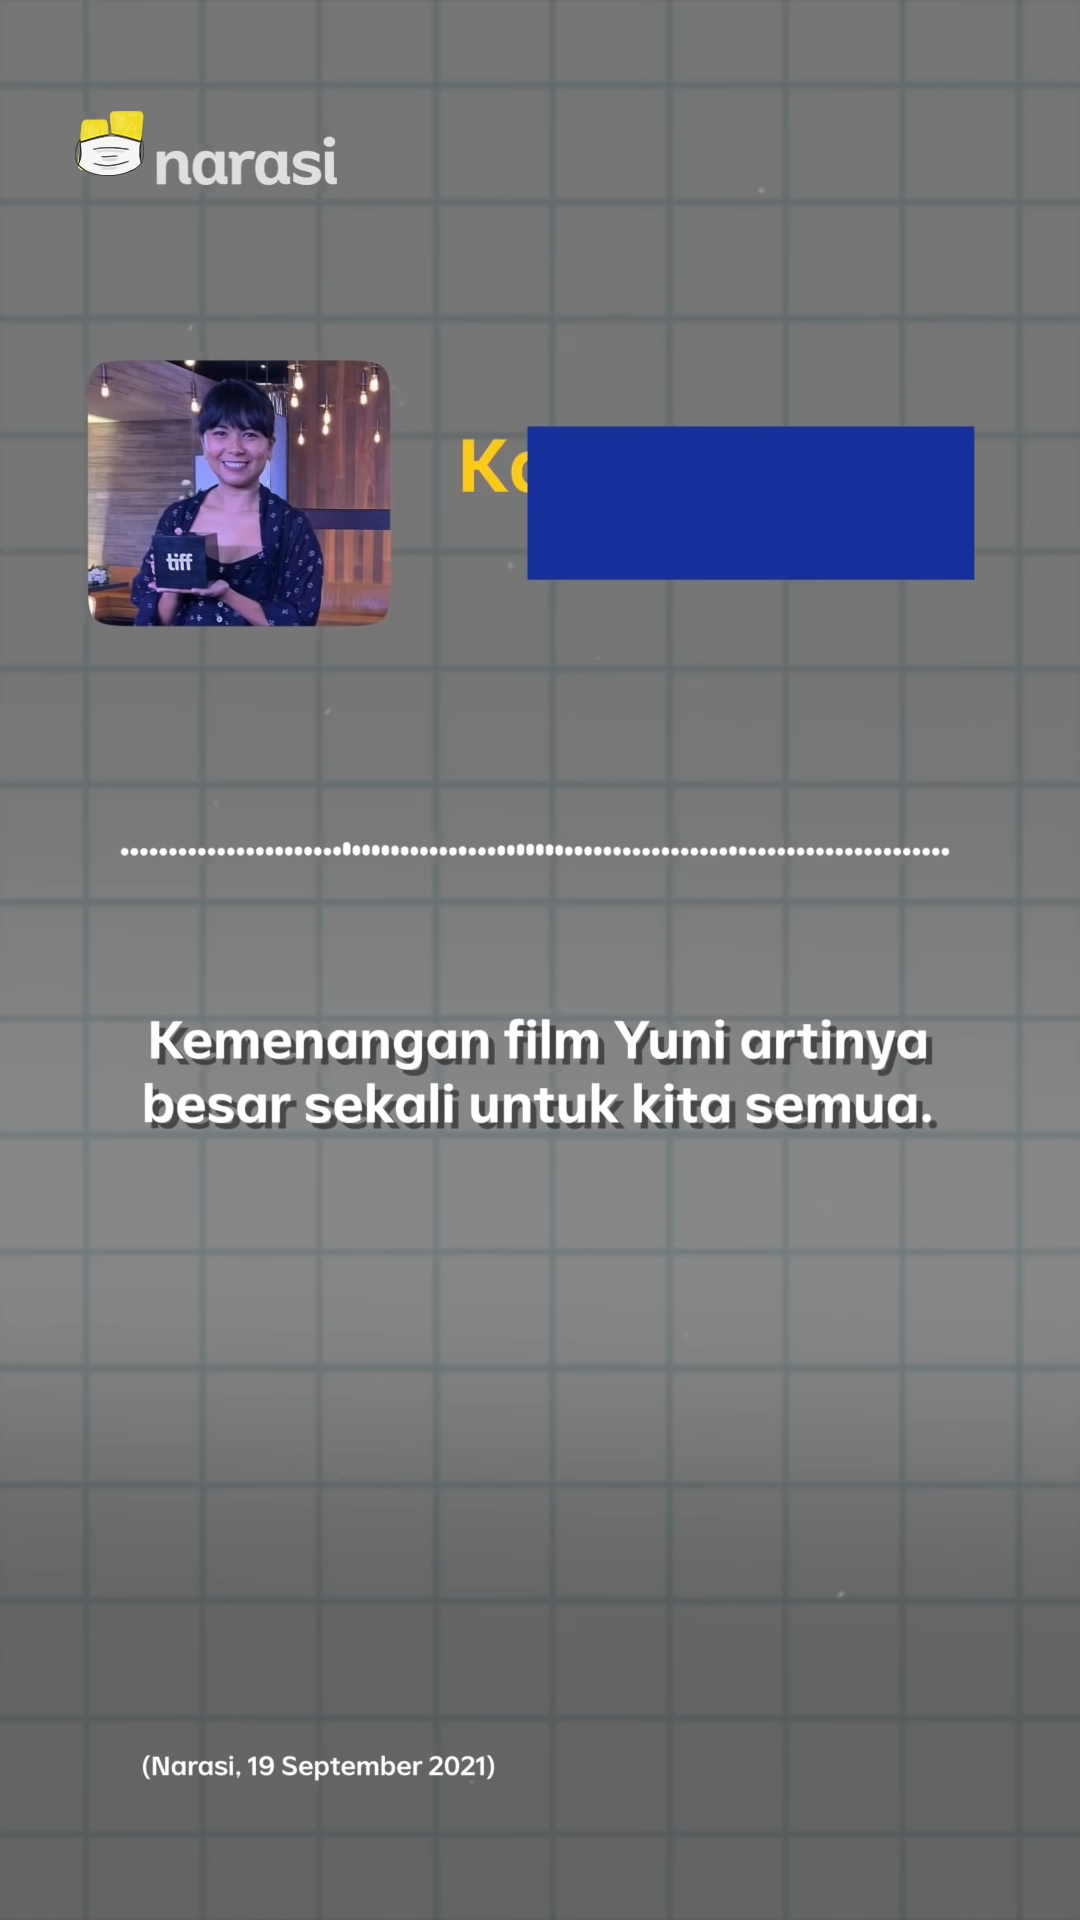 narasi
tiff
Kemenangan film Yuni artinya
besar sekali untuk kita semua.
(Narasi, 19 September 2021)